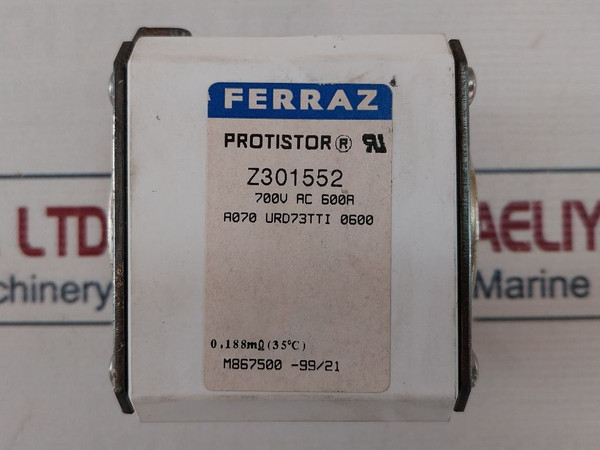 FERRAZ
PROTISTOR®
Z301552
700V AC 600A
A070 URD73TTI 0600
0.188mΩ(35°C)
M867500 -99/21
LTD
chinery
AELIY
Marine